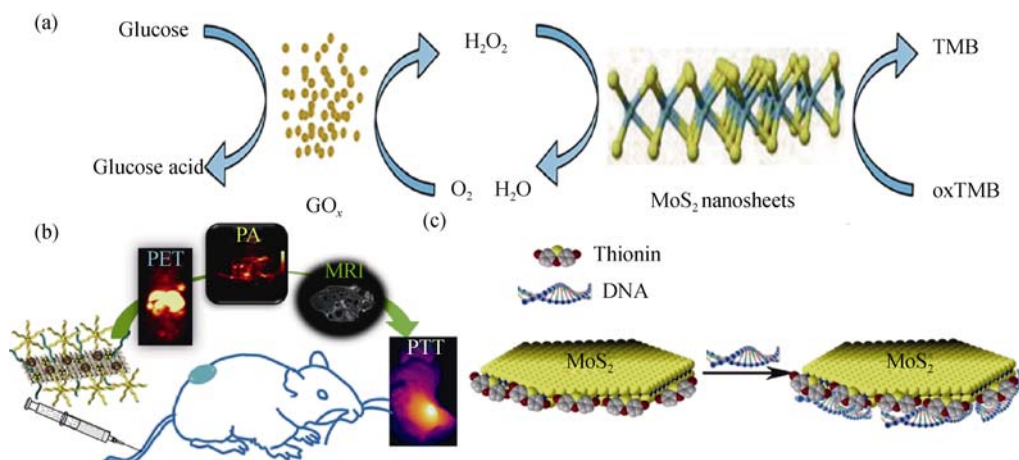 (a)
Glucose
H₂O₂
TMB
Glucose acid
O₂
H₂O
oxTMB
GOₓ
MoS₂ nanosheets
(b)
PET
PA
MRI
PTT
(c)
Thionin
DNA
MoS₂
MoS₂